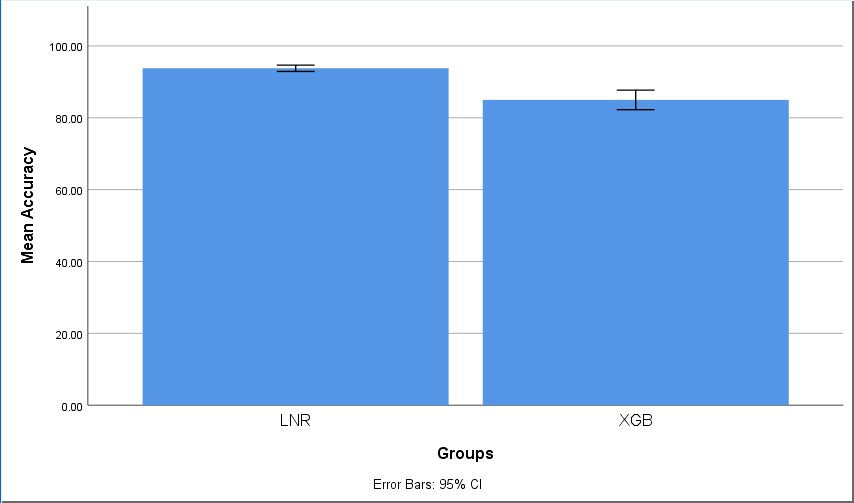 Mean Accuracy
100.00
80.00
60.00
40.00
20.00
0.00
LNR
XGB
Groups
Error Bars: 95% CI